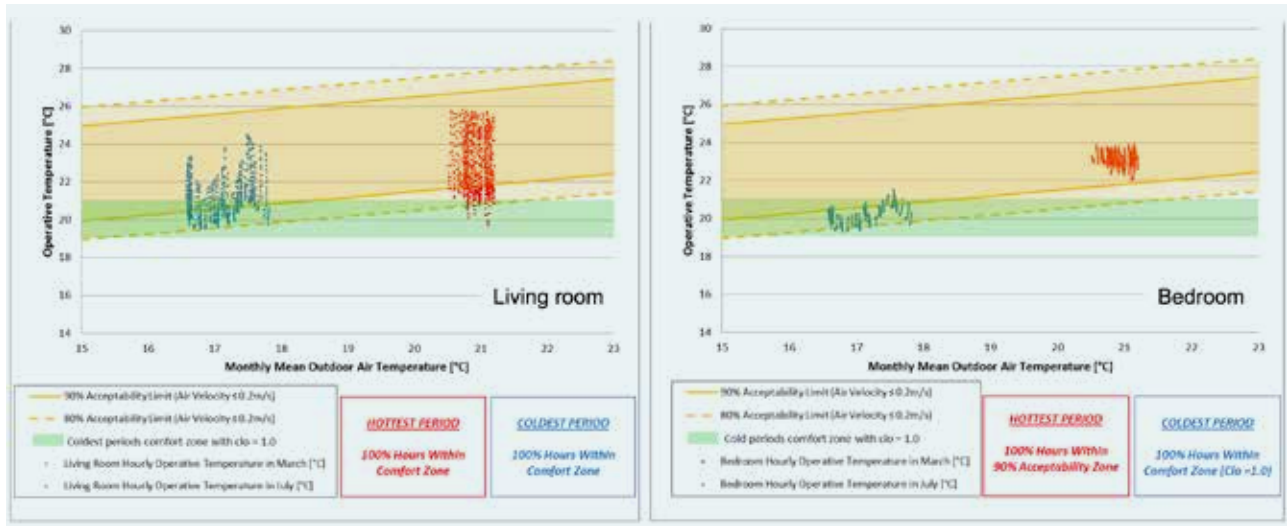 30
28
26
24
22
20
18
16
14
Operative Temperature [°C]
Living room
15 16 17 18 19 20 21 22 23
Monthly Mean Outdoor Air Temperature [°C]
90% Acceptability Limit (Air Velocity ≤ 0.2m/s)
80% Acceptability Limit (Air Velocity ≤ 0.2m/s)
Coldest periods comfort zone with clo = 1.0
Living Room Hourly Operative Temperature in March [°C]
Living Room Hourly Operative Temperature in July [°C]
HOTTEST PERIOD
100% Hours Within
Comfort Zone
COLDEST PERIOD
100% Hours Within
Comfort Zone
30
28
26
24
22
20
18
16
14
Operative Temperature [°C]
Bedroom
15 16 17 18 19 20 21 22 23
Monthly Mean Outdoor Air Temperature [°C]
90% Acceptability Limit (Air Velocity ≤ 0.2m/s)
80% Acceptability Limit (Air Velocity ≤ 0.2m/s)
Cold periods comfort zone with clo = 1.0
Bedroom Hourly Operative Temperature in March [°C]
Bedroom Hourly Operative Temperature in July [°C]
HOTTEST PERIOD
100% Hours Within
90% Acceptability Zone
COLDEST PERIOD
100% Hours Within
Comfort Zone (Clo =1.0)